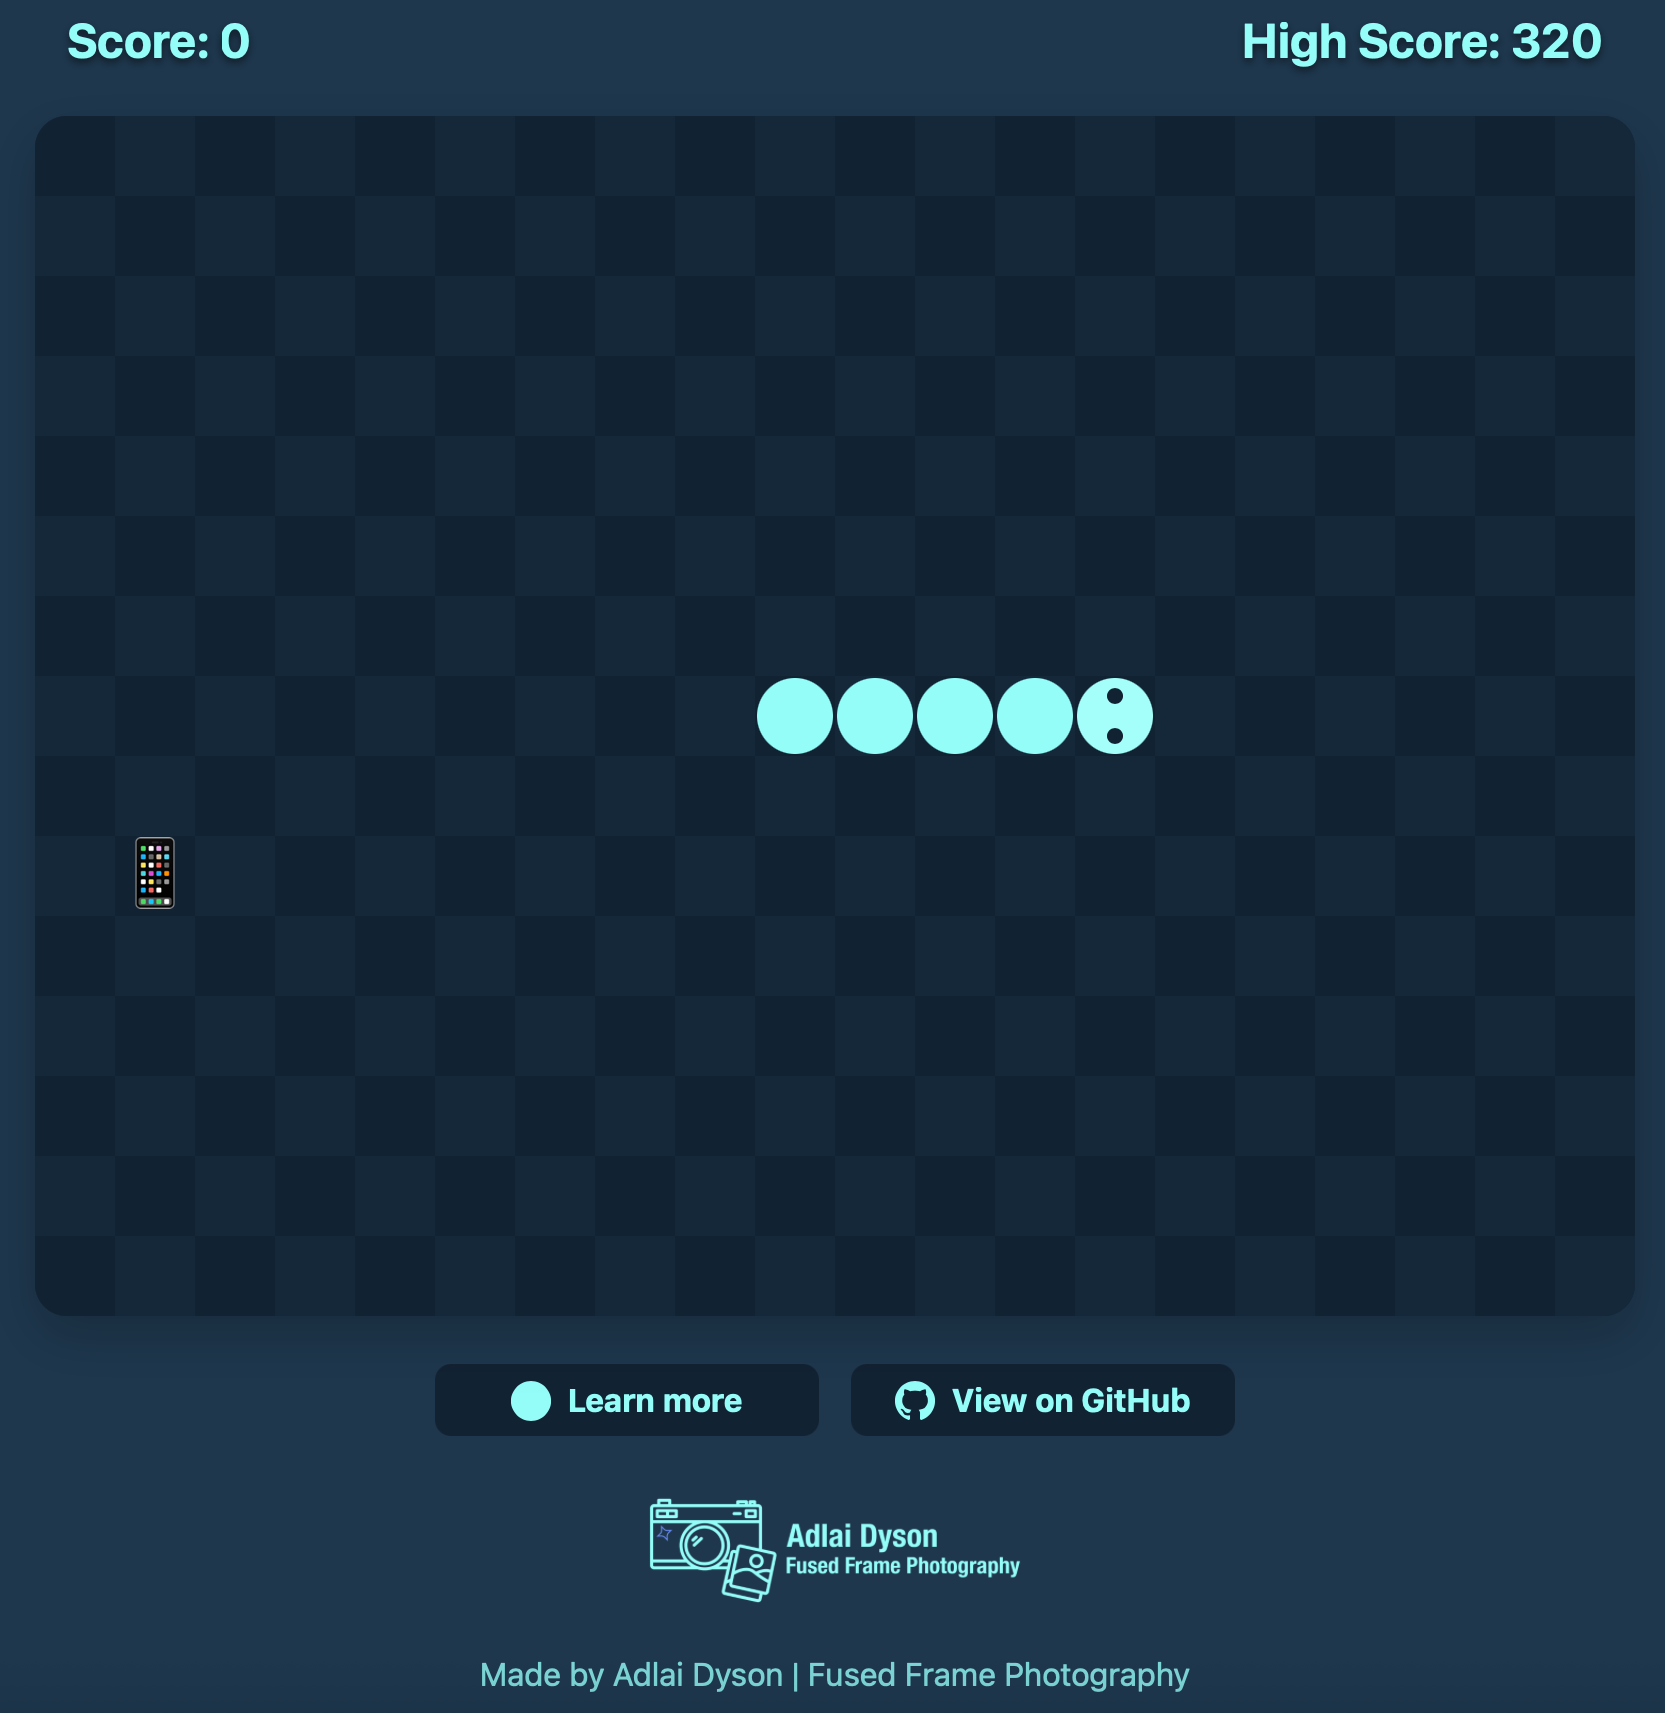 Score: 0
High Score: 320
Learn more
View on GitHub
Adlai Dyson
Fused Frame Photography
Made by Adlai Dyson | Fused Frame Photography